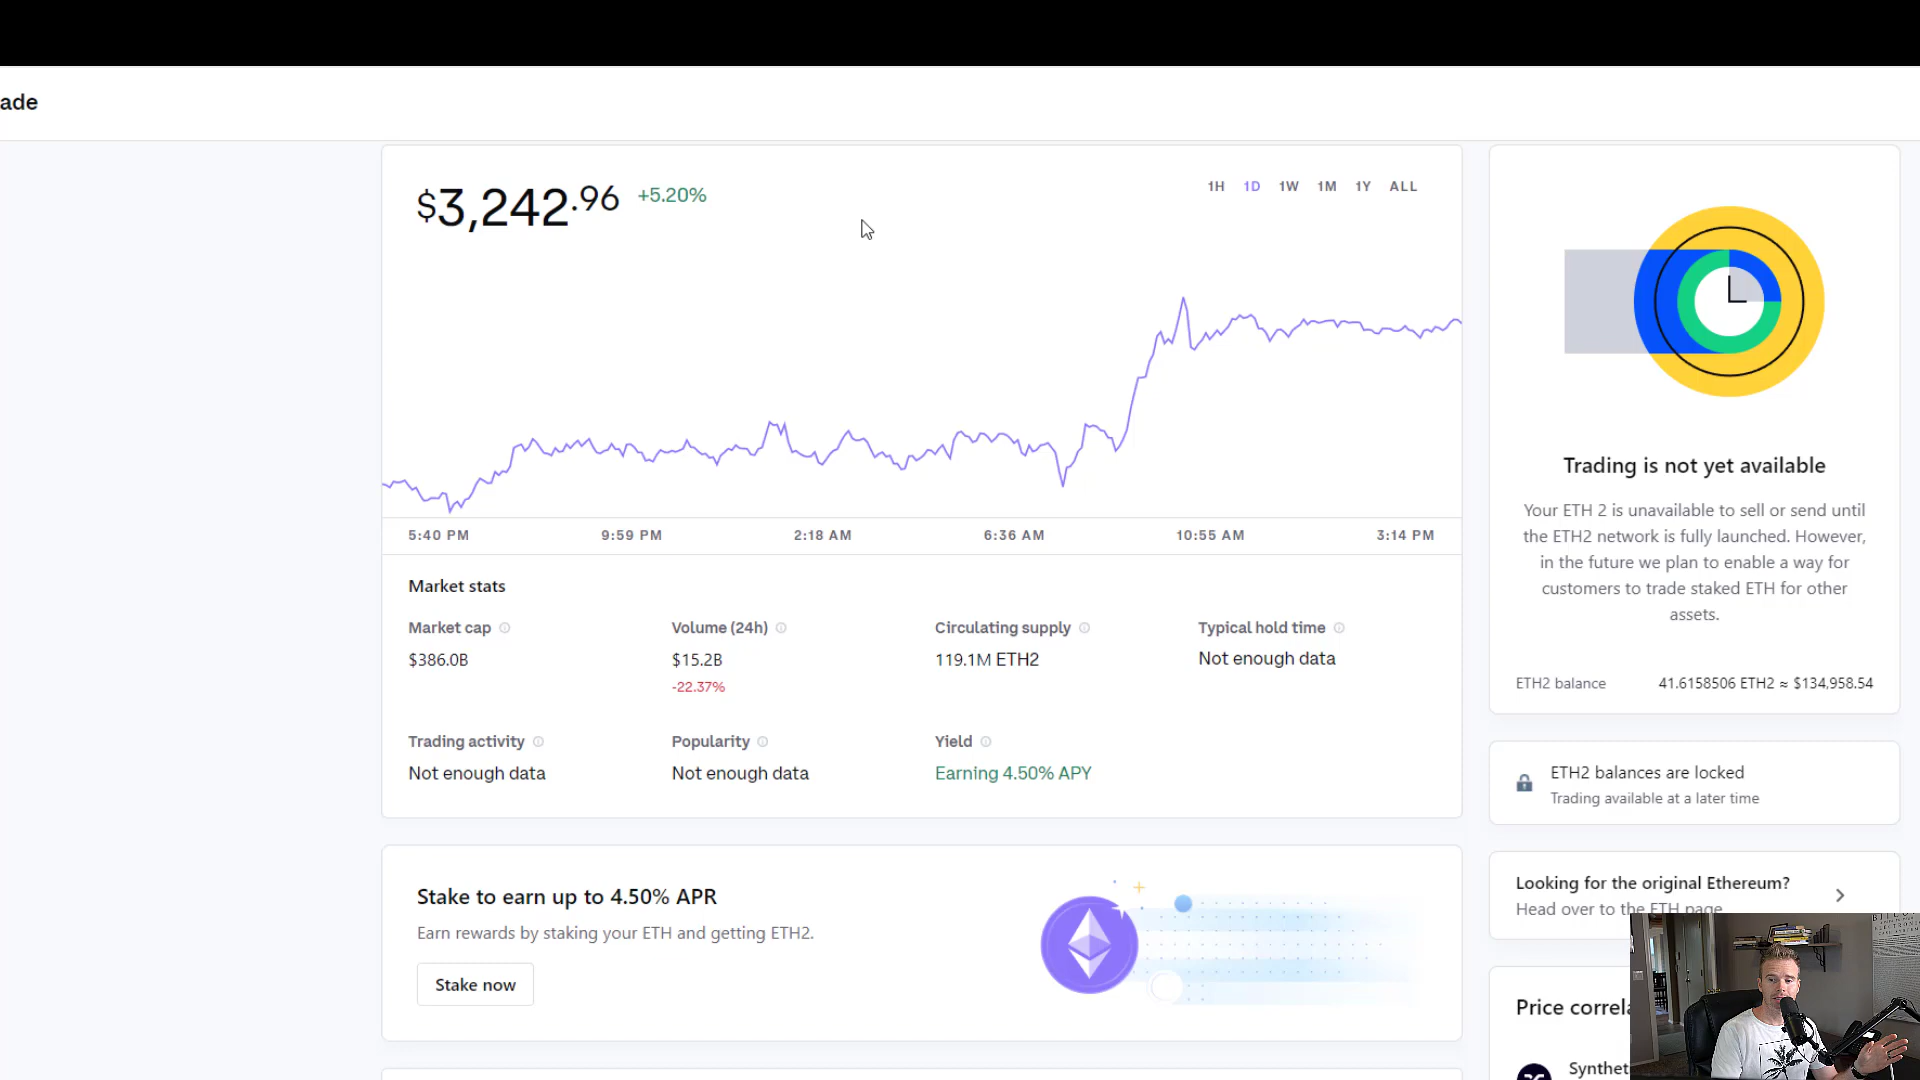 ade
$3,242.96 +5.20%
1H 1D 1W 1M 1Y ALL
5:40 PM 9:59 PM 2:18 AM 6:36 AM 10:55 AM 3:14 PM
Market stats
Market cap
$386.0B
Volume (24h)
$15.2B
-22.37%
Circulating supply
119.1M ETH2
Typical hold time
Not enough data
Trading activity
Not enough data
Popularity
Not enough data
Yield
Earning 4.50% APY
Stake to earn up to 4.50% APR
Earn rewards by staking your ETH and getting ETH2.
Stake now
Trading is not yet available
Your ETH 2 is unavailable to sell or send until
the ETH2 network is fully launched. However,
in the future we plan to enable a way for
customers to trade staked ETH for other
assets.
ETH2 balance 41.6158506 ETH2 ≈ $134,958.54
ETH2 balances are locked
Trading available at a later time
Looking for the original Ethereum?
Head over to the ETH page
Price correla
Synthet